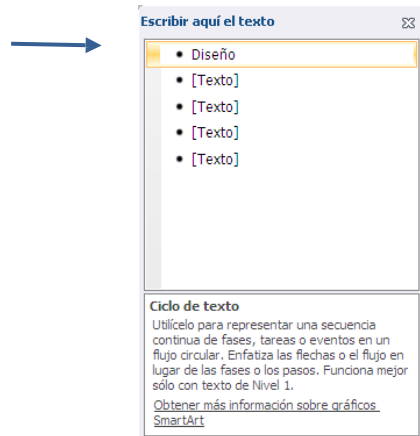 Escribir aquí el texto
• Diseño
• [Texto]
• [Texto]
• [Texto]
• [Texto]
Ciclo de texto
Utilícelo para representar una secuencia
continua de fases, tareas o eventos en un
flujo circular. Enfatiza las flechas o el flujo en
lugar de las fases o los pasos. Funciona mejor
sólo con texto de Nivel 1.
Obtener más información sobre gráficos
SmartArt